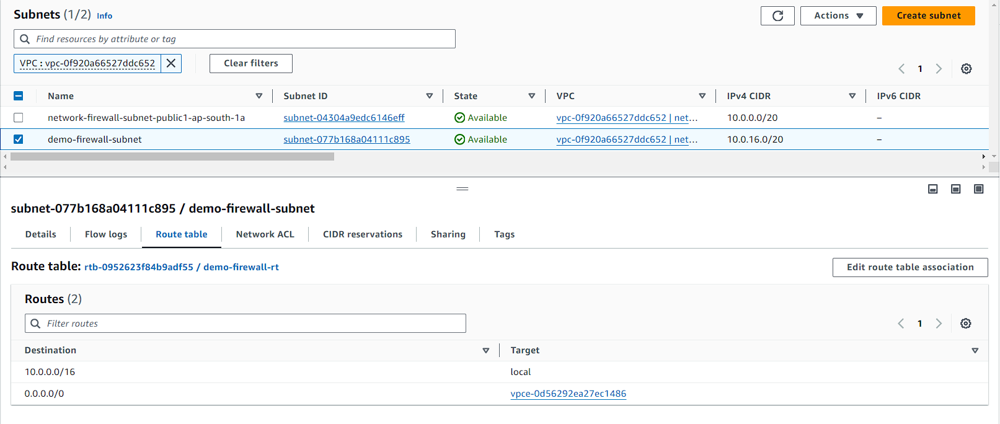 Subnets (1/2) Info
Actions
Create subnet
Find resources by attribute or tag
VPC : vpc-0f920a66527ddc652
Clear filters
1
Name Subnet ID State VPC IPv4 CIDR IPv6 CIDR
network-firewall-subnet-public1-ap-south-1a subnet-04304a9edc6146eff Available vpc-0f920a66527ddc652 | net... 10.0.0.0/20 –
demo-firewall-subnet subnet-077b168a04111c895 Available vpc-0f920a66527ddc652 | net... 10.0.16.0/20 –
subnet-077b168a04111c895 / demo-firewall-subnet
Details Flow logs Route table Network ACL CIDR reservations Sharing Tags
Route table: rtb-0952623f84b9adf55 / demo-firewall-rt
Edit route table association
Routes (2)
Filter routes
1
Destination Target
10.0.0.0/16 local
0.0.0.0/0 vpce-0d56292ea27ec1486